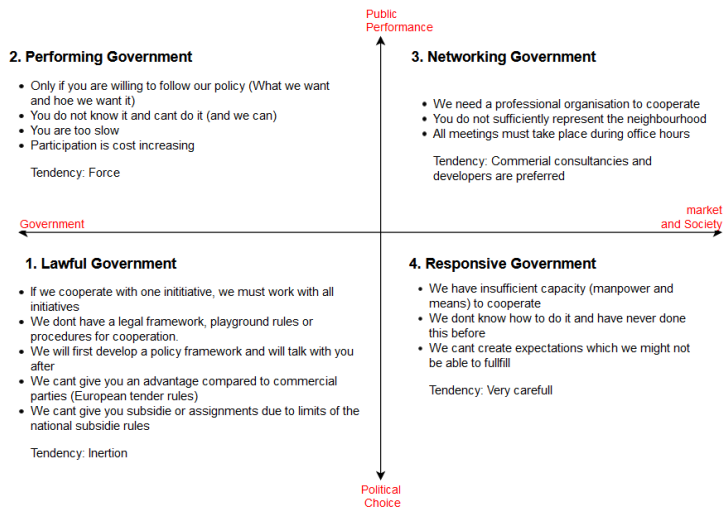 Public
Performance
2. Performing Government
• Only if you are willing to follow our policy (What we want
and hoe we want it)
• You do not know it and cant do it (and we can)
• You are too slow
• Participation is cost increasing
Tendency: Force
3. Networking Government
• We need a professional organisation to cooperate
• You do not sufficiently represent the neighbourhood
• All meetings must take place during office hours
Tendency: Commerial consultancies and
developers are preferred
Government
market
and Society
1. Lawful Government
• If we cooperate with one inititiative, we must work with all
initiatives
• We dont have a legal framework, playground rules or
procedures for cooperation.
• We will first develop a policy framework and will talk with you
after
• We cant give you an advantage compared to commercial
parties (European tender rules)
• We cant give you subsidie or assignments due to limits of the
national subsidie rules
Tendency: Inertion
4. Responsive Government
• We have insufficient capacity (manpower and
means) to cooperate
• We dont know how to do it and have never done
this before
• We cant create expectations which we might not
be able to fullfill
Tendency: Very carefull
Political
Choice